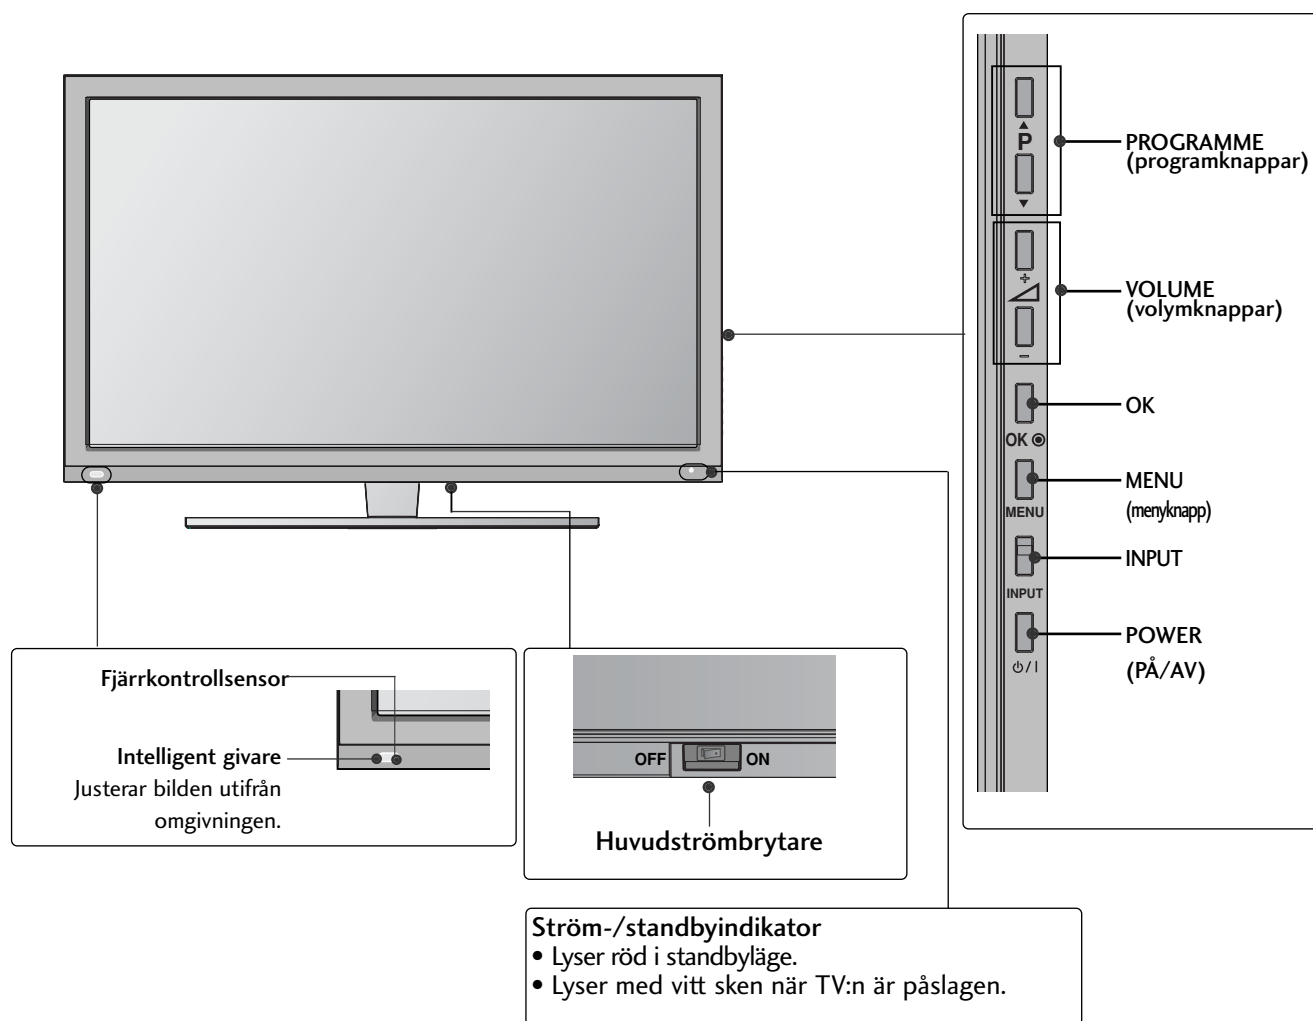 P
PROGRAMME
(programknappar)
+
VOLUME
(volymknappar)
-
OK
OK
MENU
(menyknapp)
MENU
INPUT
INPUT
POWER
(PÅ/AV)
/ I
Fjärrkontrollsensor
Intelligent givare
Justerar bilden utifrån
omgivningen.
OFF ON
Huvudströmbrytare
Ström-/standbyindikator
• Lyser röd i standbyläge.
• Lyser med vitt sken när TV:n är påslagen.